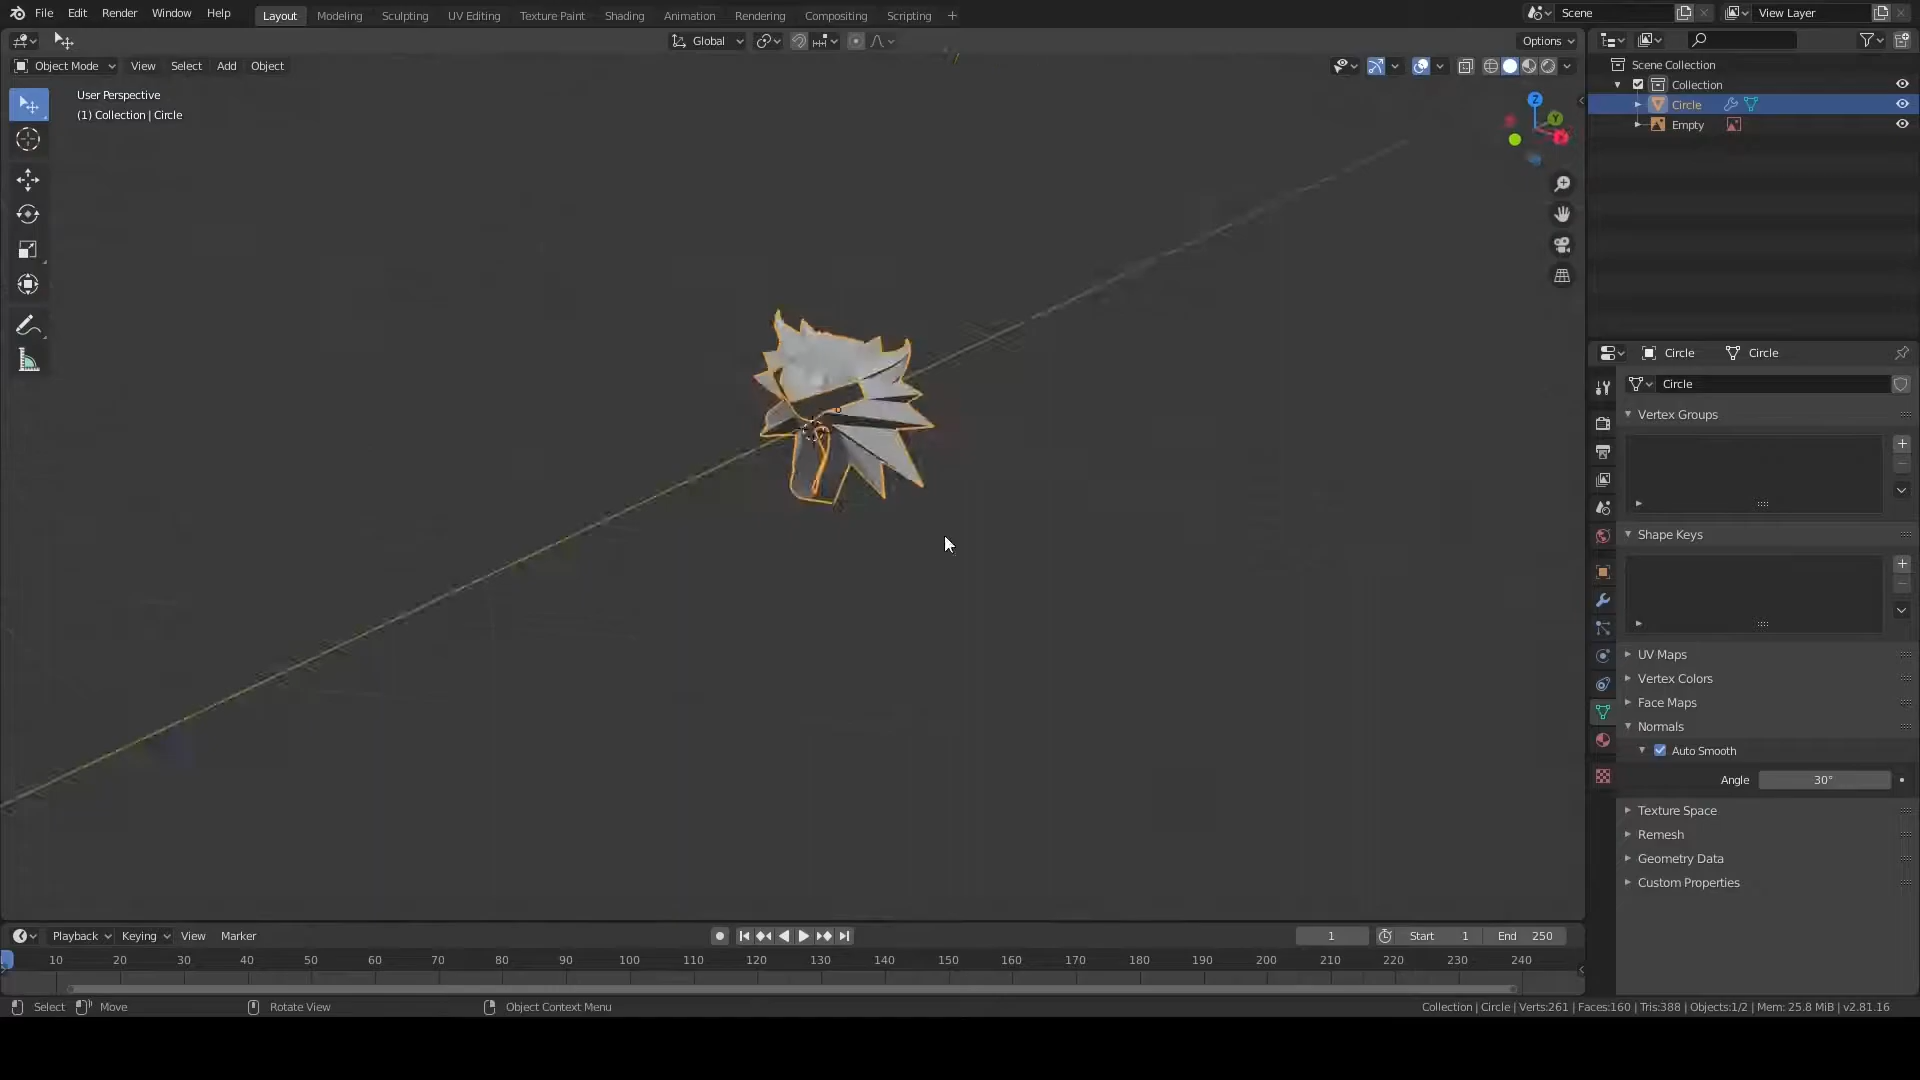 File Edit Render Window Help Layout Modeling Sculpting UV Editing Texture Paint Shading Animation Rendering Compositing Scripting + Scene View Layer
Global Options
Object Mode View Select Add Object
User Perspective
(1) Collection | Circle
Z
Y
Scene Collection
Collection
Circle
Empty
Circle Circle
Circle
Vertex Groups
Shape Keys
UV Maps
Vertex Colors
Face Maps
Normals
Auto Smooth
Angle 30°
Texture Space
Remesh
Geometry Data
Custom Properties
Playback Keying View Marker 1 Start 1 End 250
10 20 30 40 50 60 70 80 90 100 110 120 130 140 150 160 170 180 190 200 210 220 230 240
Select Move Rotate View Object Context Menu Collection | Circle | Verts:261 | Faces:160 | Tris:388 | Objects:1/2 | Mem: 25.8 MiB | v2.81.16